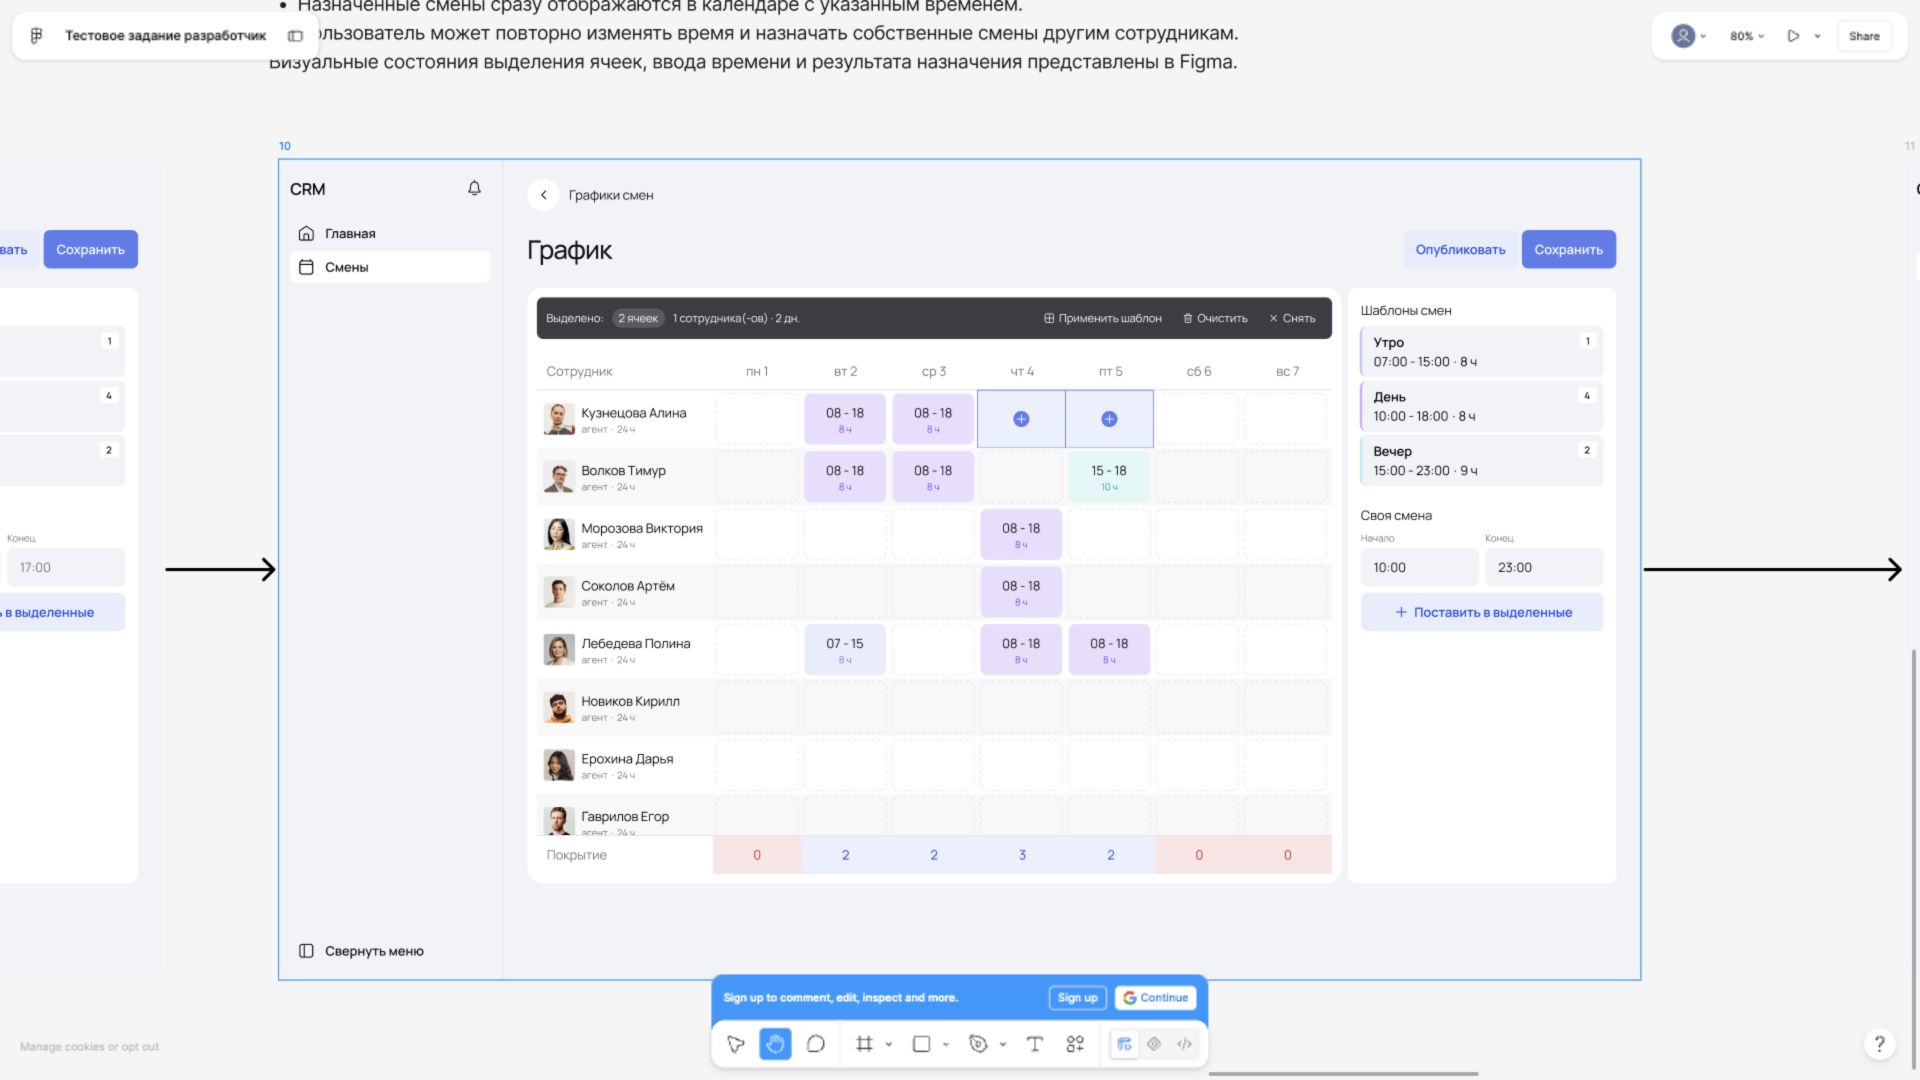 Назначенные смены сразу отображаются в календаре с указанным временем.
Тестовое задание разработчик
ользователь может повторно изменять время и назначать собственные смены другим сотрудникам.
Визуальные состояния выделения ячеек, ввода времени и результата назначения представлены в Figma.
80%
Share
10
11
CRM
Главная
Смены
Свернуть меню
вать
Сохранить
1
4
2
Конец
17:00
ь в выделенные
Графики смен
График
Опубликовать
Сохранить
Выделено: 2 ячеек 1 сотрудника(-ов) · 2 дн.
Применить шаблон
Очистить
Снять
Сотрудник пн 1 вт 2 ср 3 чт 4 пт 5 сб 6 вс 7
Кузнецова Алина
агент · 24 ч
08 - 18
8 ч
08 - 18
8 ч
Волков Тимур
агент · 24 ч
08 - 18
8 ч
08 - 18
8 ч
15 - 18
10 ч
Морозова Виктория
агент · 24 ч
08 - 18
8 ч
Соколов Артём
агент · 24 ч
08 - 18
8 ч
Лебедева Полина
агент · 24 ч
07 - 15
8 ч
08 - 18
8 ч
08 - 18
8 ч
Новиков Кирилл
агент · 24 ч
Ерохина Дарья
агент · 24 ч
Гаврилов Егор
агент · 24 ч
Покрытие 0 2 2 3 2 0 0
Шаблоны смен
Утро 1
07:00 - 15:00 · 8 ч
День 4
10:00 - 18:00 · 8 ч
Вечер 2
15:00 - 23:00 · 9 ч
Своя смена
Начало Конец
10:00 23:00
Поставить в выделенные
Sign up to comment, edit, inspect and more.
Sign up
Continue
Manage cookies or opt out
?